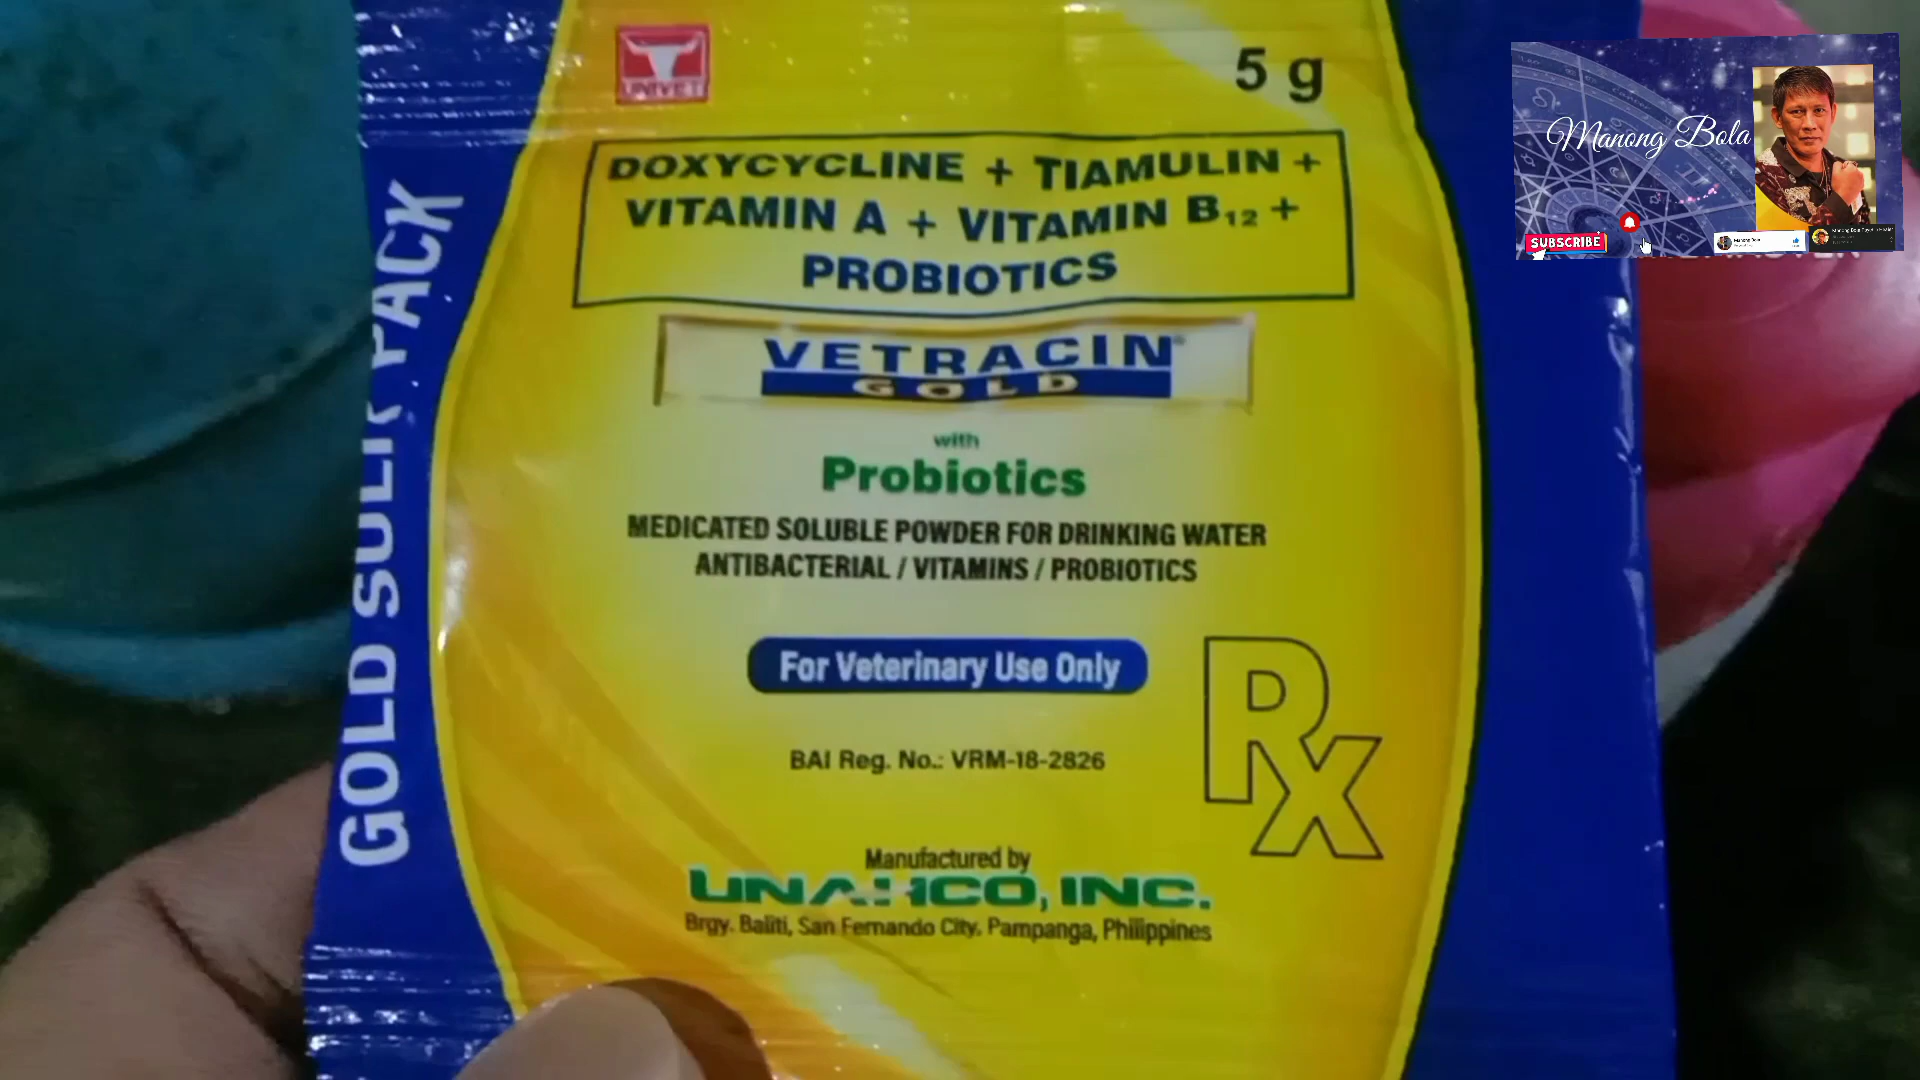 UNIVET
5 g
DOXYCYCLINE + TIAMULIN +
VITAMIN A + VITAMIN B₁₂ +
PROBIOTICS
VETRACIN®
GOLD
with
Probiotics
MEDICATED SOLUBLE POWDER FOR DRINKING WATER
ANTIBACTERIAL / VITAMINS / PROBIOTICS
For Veterinary Use Only
Rx
BAI Reg. No.: VRM-18-2826
Manufactured by
UNAHCO, INC.
Brgy. Baliti, San Fernando City, Pampanga, Philippines
GOLD PACK
Manong Bola
SUBSCRIBE
Manong Bola